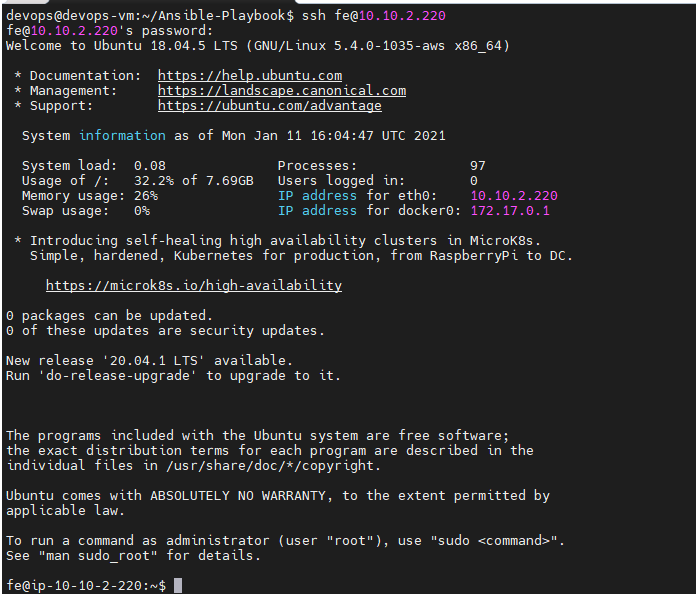 devops@devops-vm:~/Ansible-Playbook$ ssh fe@10.10.2.220
fe@10.10.2.220's password:
Welcome to Ubuntu 18.04.5 LTS (GNU/Linux 5.4.0-1035-aws x86_64)

 * Documentation:  https://help.ubuntu.com
 * Management:     https://landscape.canonical.com
 * Support:        https://ubuntu.com/advantage

  System information as of Mon Jan 11 16:04:47 UTC 2021

  System load:  0.08              Processes:              97
  Usage of /:   32.2% of 7.69GB   Users logged in:        0
  Memory usage: 26%               IP address for eth0:    10.10.2.220
  Swap usage:   0%                IP address for docker0: 172.17.0.1

 * Introducing self-healing high availability clusters in MicroK8s.
   Simple, hardened, Kubernetes for production, from RaspberryPi to DC.

     https://microk8s.io/high-availability

0 packages can be updated.
0 of these updates are security updates.

New release '20.04.1 LTS' available.
Run 'do-release-upgrade' to upgrade to it.

The programs included with the Ubuntu system are free software;
the exact distribution terms for each program are described in the
individual files in /usr/share/doc/*/copyright.

Ubuntu comes with ABSOLUTELY NO WARRANTY, to the extent permitted by
applicable law.

To run a command as administrator (user "root"), use "sudo <command>".
See "man sudo_root" for details.

fe@ip-10-10-2-220:~$